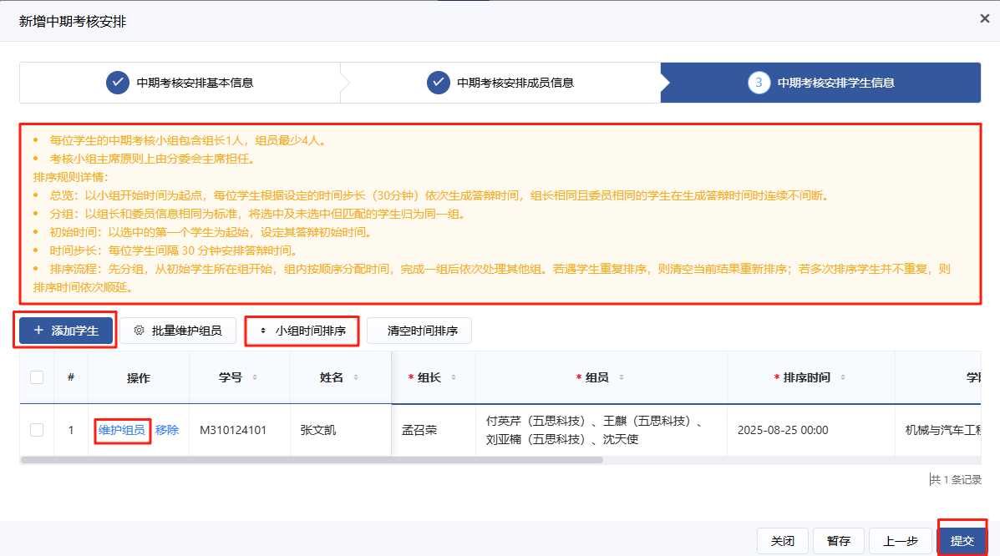 新增中期考核安排
中期考核安排基本信息
中期考核安排成员信息
3 中期考核安排学生信息
• 每位学生的中期考核小组包含组长1人，组员最少4人。
• 考核小组主席原则上由分委会主席担任。
排序规则详情：
• 总览：以小组开始时间为起点，每位学生根据设定的时间步长（30分钟）依次生成答辩时间，组长相同且委员相同的学生在生成答辩时间时连续不间断。
• 分组：以组长和委员信息相同为标准，将选中及未选中但匹配的学生归为同一组。
• 初始时间：以选中的第一个学生为起始，设定其答辩初始时间。
• 时间步长：每位学生间隔 30 分钟安排答辩时间。
• 排序流程：先分组，从初始学生所在组开始，组内按顺序分配时间，完成一组后依次处理其他组。若遇学生重复排序，则清空当前结果重新排序；若多次排序学生并不重复，则
排序时间依次顺延。
+ 添加学生 批量维护组员 小组时间排序 清空时间排序
# 操作 学号 姓名 * 组长 * 组员 * 排序时间
1 维护组员 移除 M310124101 张文凯 孟召荣 付英芹（五思科技）、王麒（五思科技）、
刘亚楠（五思科技）、沈天使 2025-08-25 00:00 机械与汽车工
共 1 条记录
关闭 暂存 上一步 提交